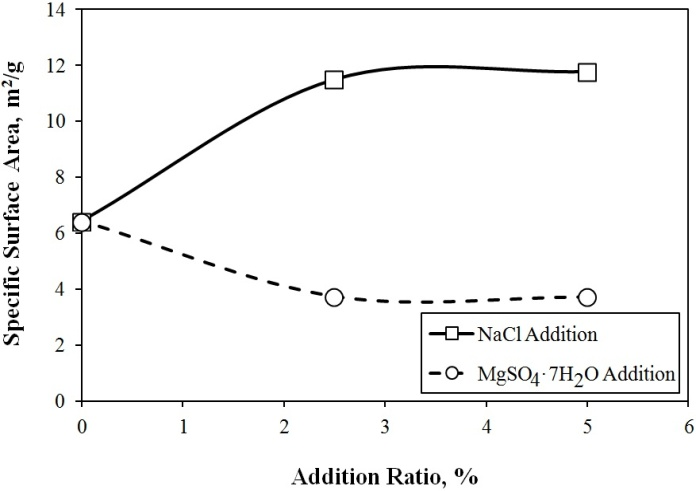 14
12
10
8
6
4
2
0
Specific Surface Area, m²/g
NaCl Addition
MgSO₄·7H₂O Addition
0 1 2 3 4 5 6
Addition Ratio, %